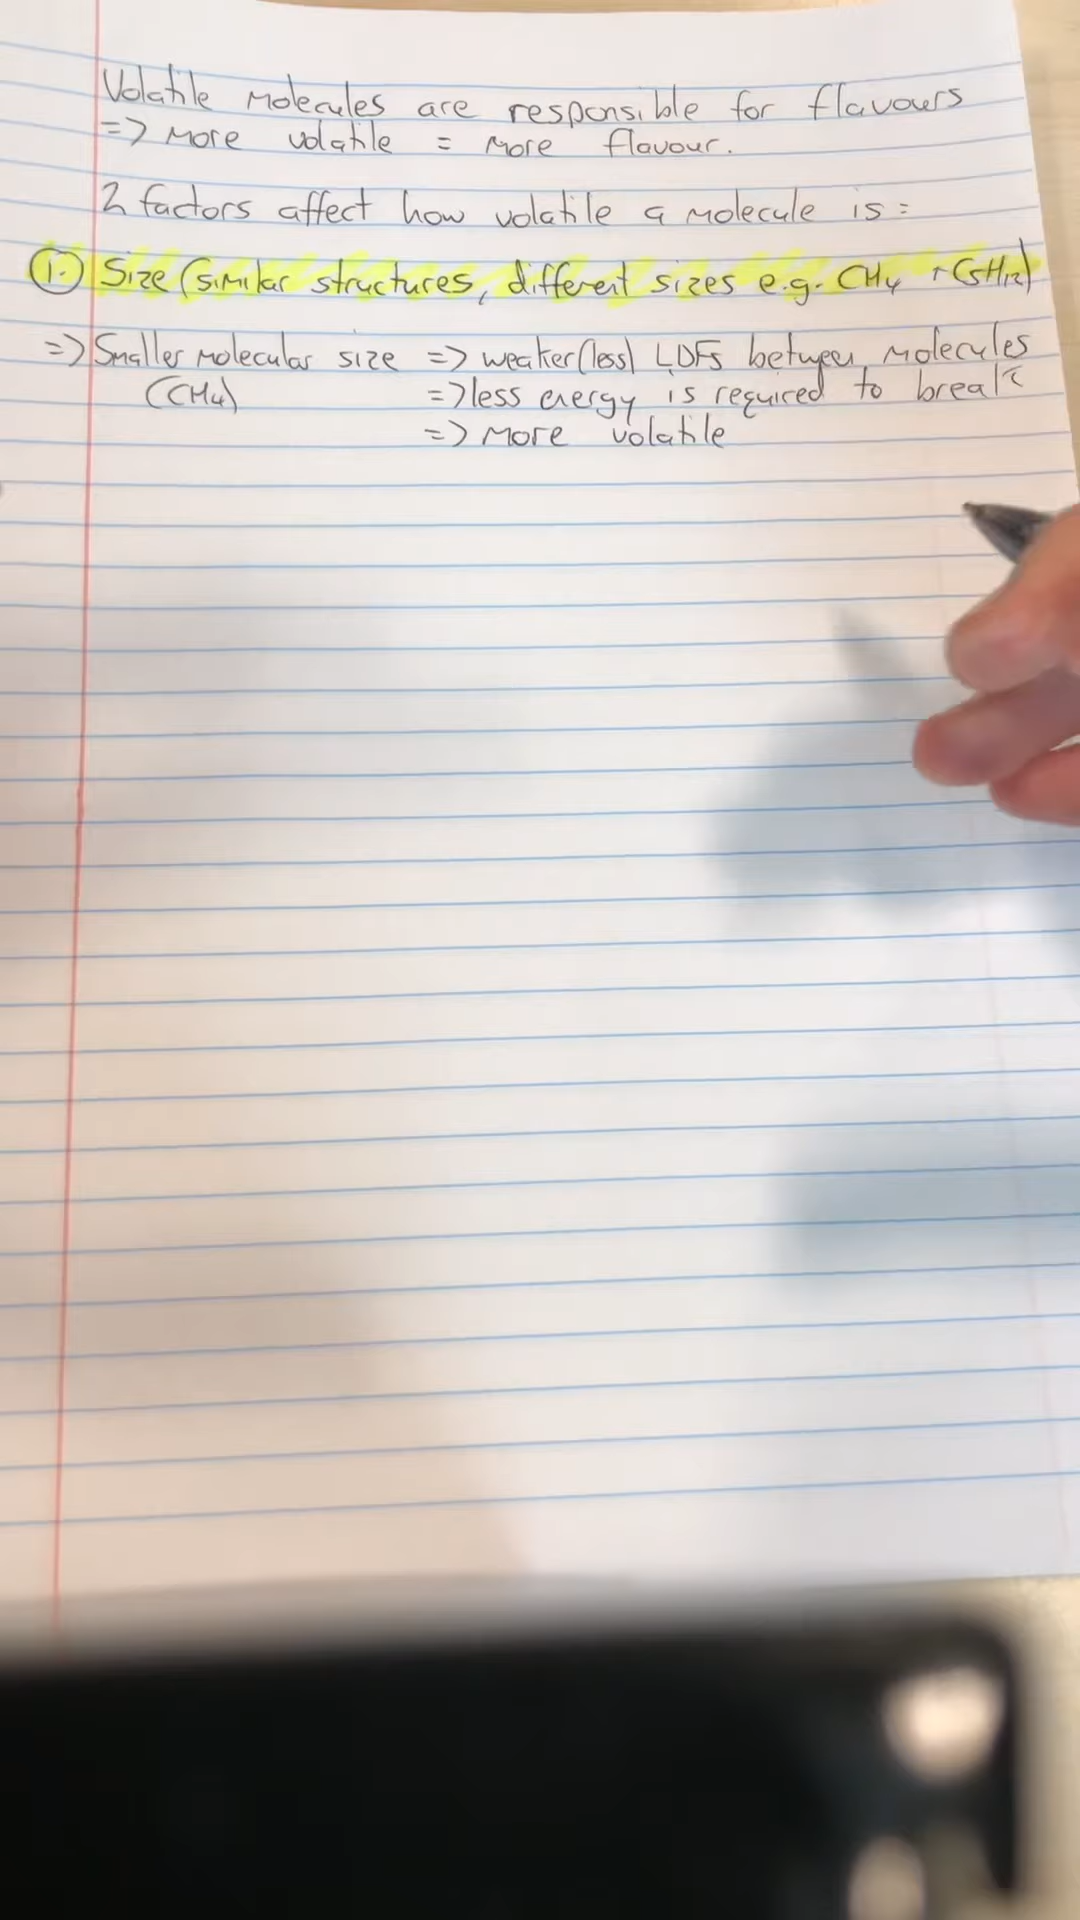 Volatile molecules are responsible for flavours
=> More volatile = more flavour.
2 factors affect how volatile a molecule is:
1. Size (similar structures, different sizes e.g. CH4 + C5H12)
=> Smaller molecular size => weaker (less) LDFs between molecules
(CH4) => less energy is required to break
=> more volatile